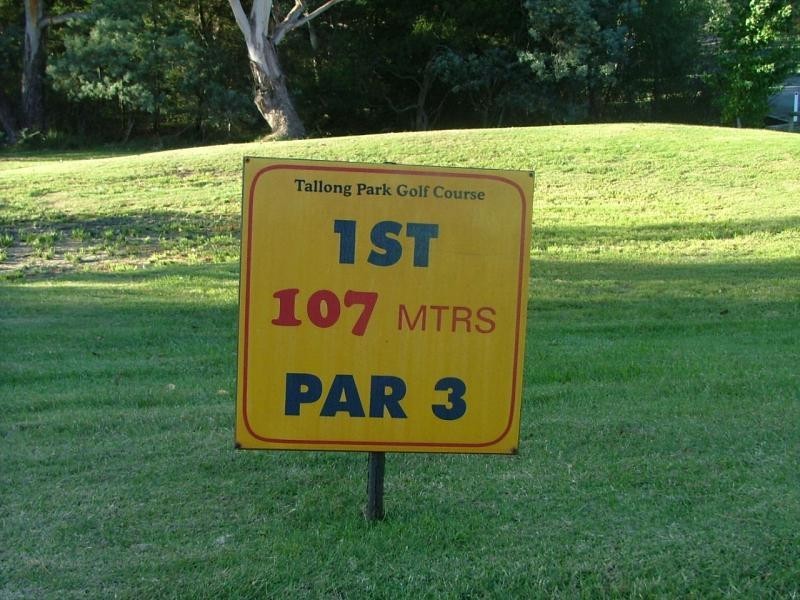 Tallong Park Golf Course
1ST
107 MTRS
PAR 3